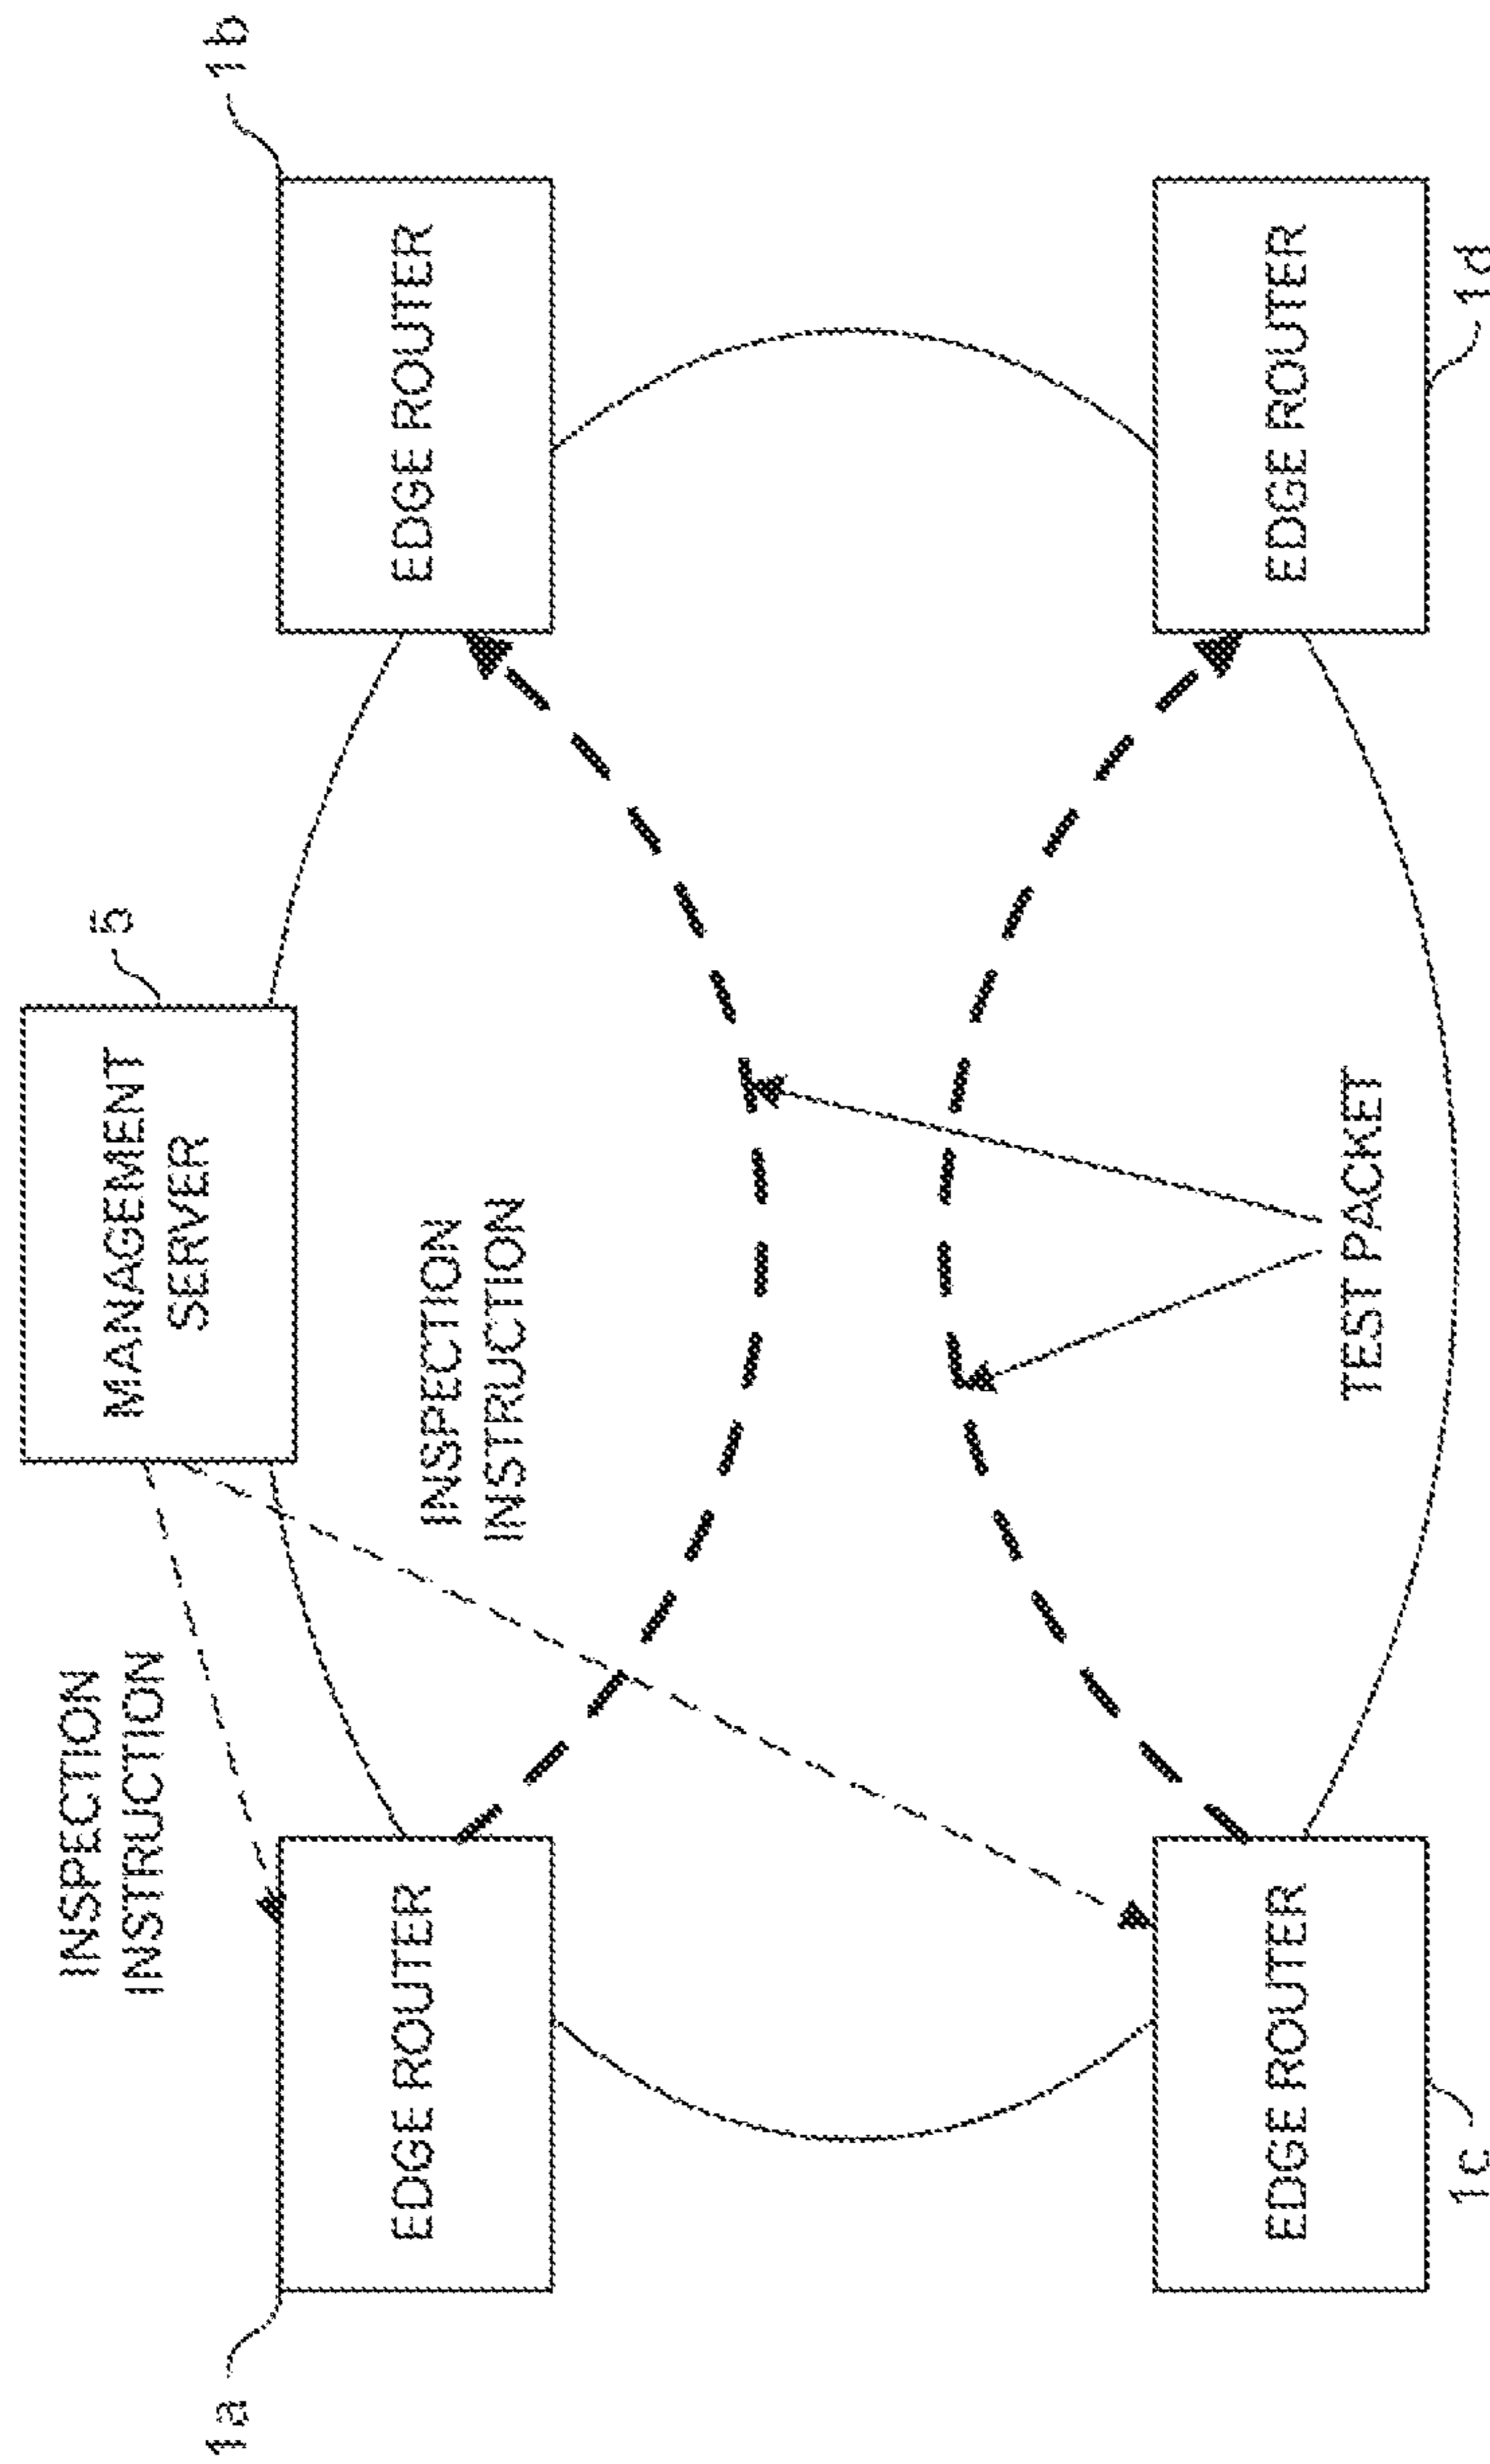 MANAGEMENT
SERVER
5
INSPECTION
INSTRUCTION
INSPECTION
INSTRUCTION
1a
EDGE ROUTER
1b
EDGE ROUTER
TEST PACKET
EDGE ROUTER
1c
EDGE ROUTER
1d